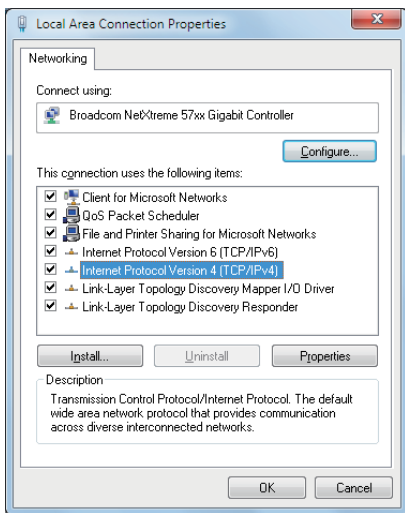 Local Area Connection Properties
Networking
Connect using:
Broadcom NetXtreme 57xx Gigabit Controller
Configure...
This connection uses the following items:
Client for Microsoft Networks
QoS Packet Scheduler
File and Printer Sharing for Microsoft Networks
Internet Protocol Version 6 (TCP/IPv6)
Internet Protocol Version 4 (TCP/IPv4)
Link-Layer Topology Discovery Mapper I/O Driver
Link-Layer Topology Discovery Responder
Install... Uninstall Properties
Description
Transmission Control Protocol/Internet Protocol. The default
wide area network protocol that provides communication
across diverse interconnected networks.
OK Cancel